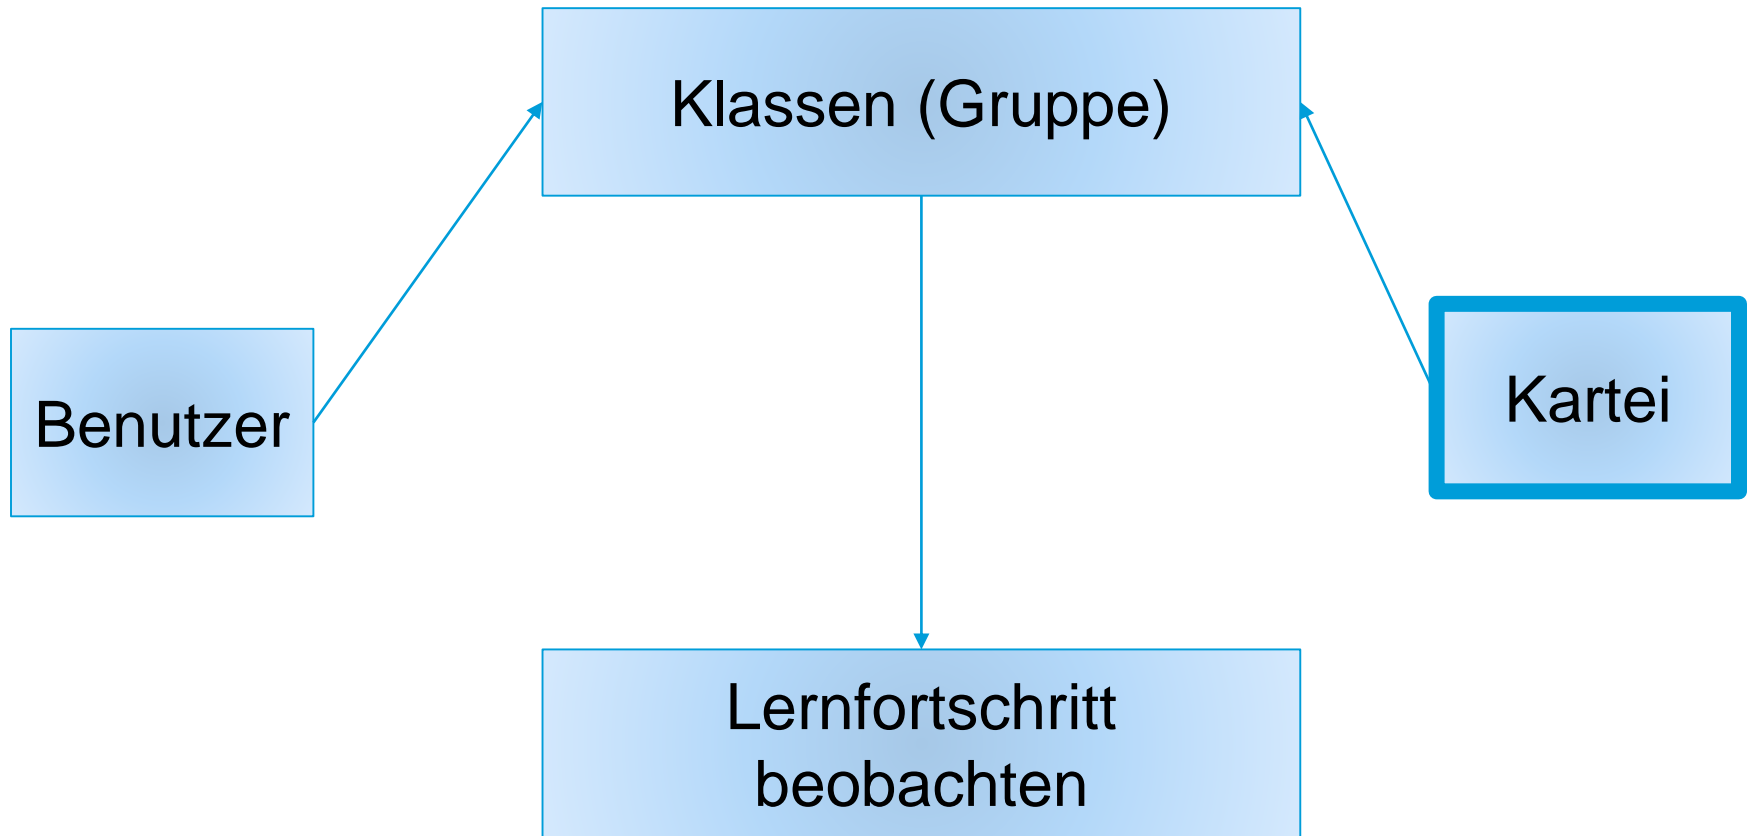 Klassen (Gruppe)
Benutzer
Kartei
Lernfortschritt
beobachten